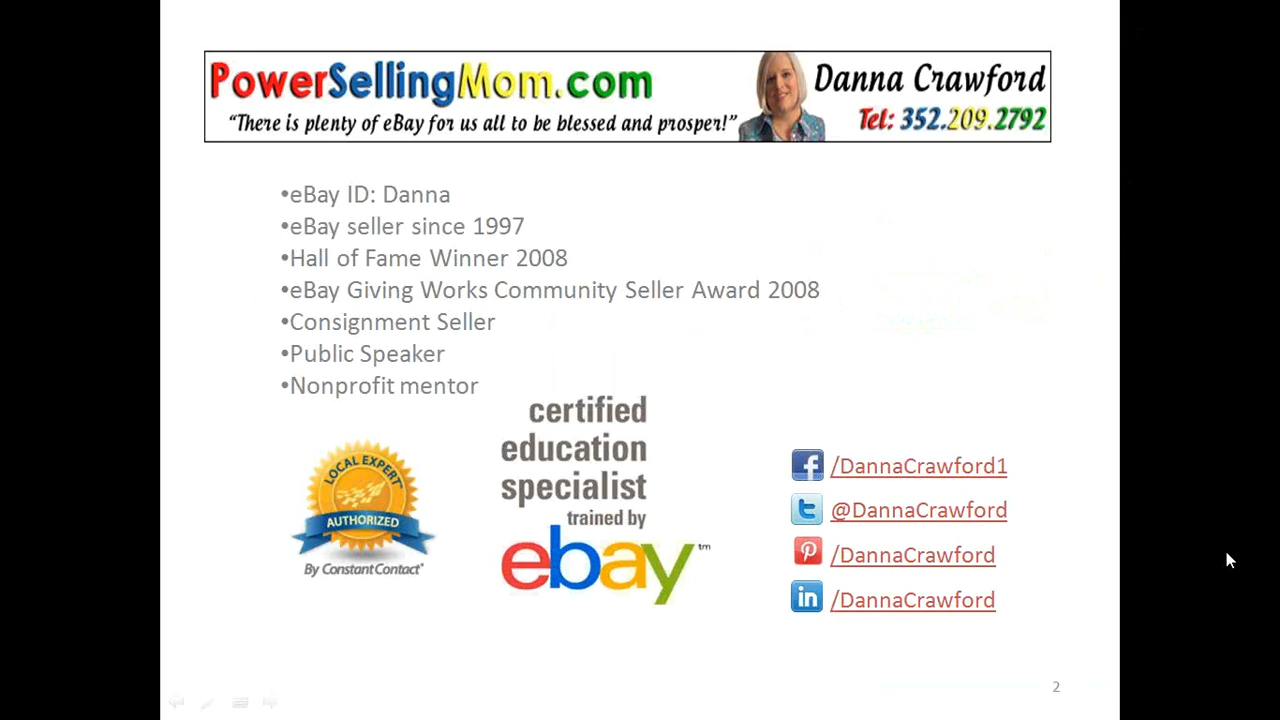 PowerSellingMom.com
“There is plenty of eBay for us all to be blessed and prosper!”
Danna Crawford
Tel: 352.209.2792
•eBay ID: Danna
•eBay seller since 1997
•Hall of Fame Winner 2008
•eBay Giving Works Community Seller Award 2008
•Consignment Seller
•Public Speaker
•Nonprofit mentor
certified
education
specialist
trained by
ebay™
LOCAL EXPERT
AUTHORIZED
By Constant Contact®
f /DannaCrawford1
t @DannaCrawford
p /DannaCrawford
in /DannaCrawford
2